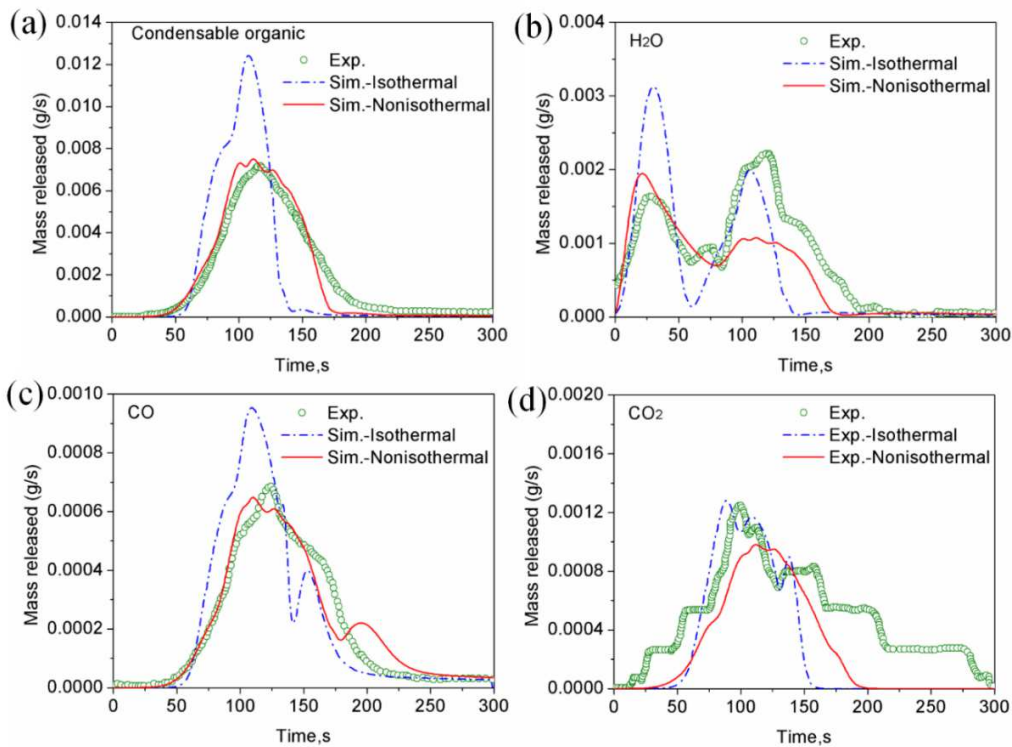 (a)
Condensable organic
Exp.
Sim.-Isothermal
Sim.-Nonisothermal
Mass released (g/s)
0.014
0.012
0.010
0.008
0.006
0.004
0.002
0.000
0 50 100 150 200 250 300
Time,s
(b)
H2O
Exp.
Sim.-Isothermal
Sim.-Nonisothermal
Mass released (g/s)
0.004
0.003
0.002
0.001
0.000
0 50 100 150 200 250 300
Time,s
(c)
CO
Exp.
Sim.-Isothermal
Sim.-Nonisothermal
Mass released (g/s)
0.0010
0.0008
0.0006
0.0004
0.0002
0.0000
0 50 100 150 200 250 300
Time,s
(d)
CO2
Exp.
Exp.-Isothermal
Exp.-Nonisothermal
Mass released (g/s)
0.0020
0.0016
0.0012
0.0008
0.0004
0.0000
0 50 100 150 200 250 300
Time,s